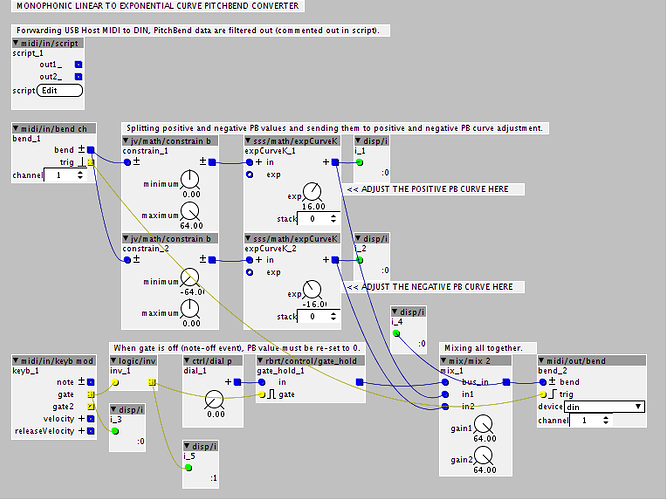 MONOPHONIC LINEAR TO EXPONENTIAL CURVE PITCHBEND CONVERTER
Forwarding USB Host MIDI to DIN, PitchBend data are filtered out (commented out in script).
midi/in/script
script_1
out1_
out2_
script Edit
Splitting positive and negative PB values and sending them to positive and negative PB curve adjustment.
midi/in/bend ch
bend_1
bend ±
trig
channel 1
jv/math/constrain b
constrain_1
± ±
minimum
0.00
maximum
64.00
sss/math/expCurveK
expCurveK_1
+ in +
exp
exp
16.00
stack 0
disp/i
i_1
:0
<< ADJUST THE POSITIVE PB CURVE HERE
jv/math/constrain b
constrain_2
± ±
minimum
-64.00
maximum
0.00
sss/math/expCurveK
expCurveK_2
+ in +
exp
exp
-16.00
stack 0
disp/i
i_2
:0
<< ADJUST THE NEGATIVE PB CURVE HERE
disp/i
i_4
:0
When gate is off (note-off event), PB value must be re-set to 0.
Mixing all together.
midi/in/keyb mod
keyb_1
note ±
gate
gate2
velocity +
releaseVelocity +
logic/inv
inv_1
ctrl/dial p
dial_1
+
0.00
rbrt/control/gate_hold
gate_hold_1
in
gate
mix/mix 2
mix_1
bus_in
in1
in2
gain1
64.00
gain2
64.00
midi/out/bend
bend_2
± bend
trig
device din
channel 1
disp/i
i_3
:0
disp/i
i_5
:1